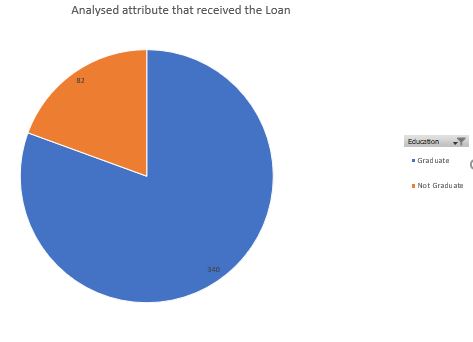 Analysed attribute that received the Loan
82
340
Education
Graduate
Not Graduate